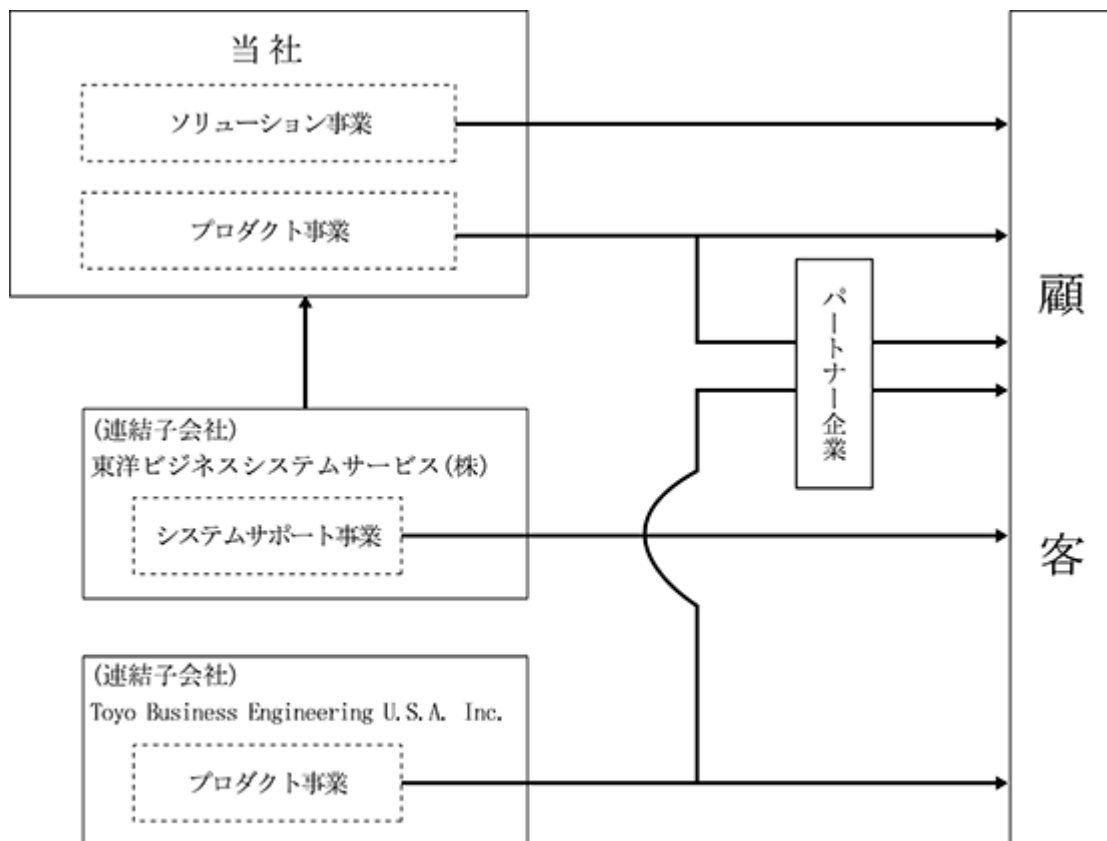 当社
ソリューション事業
プロダクト事業
パートナー企業
顧客
(連結子会社)
東洋ビジネスシステムサービス(株)
システムサポート事業
(連結子会社)
Toyo Business Engineering U.S.A. Inc.
プロダクト事業